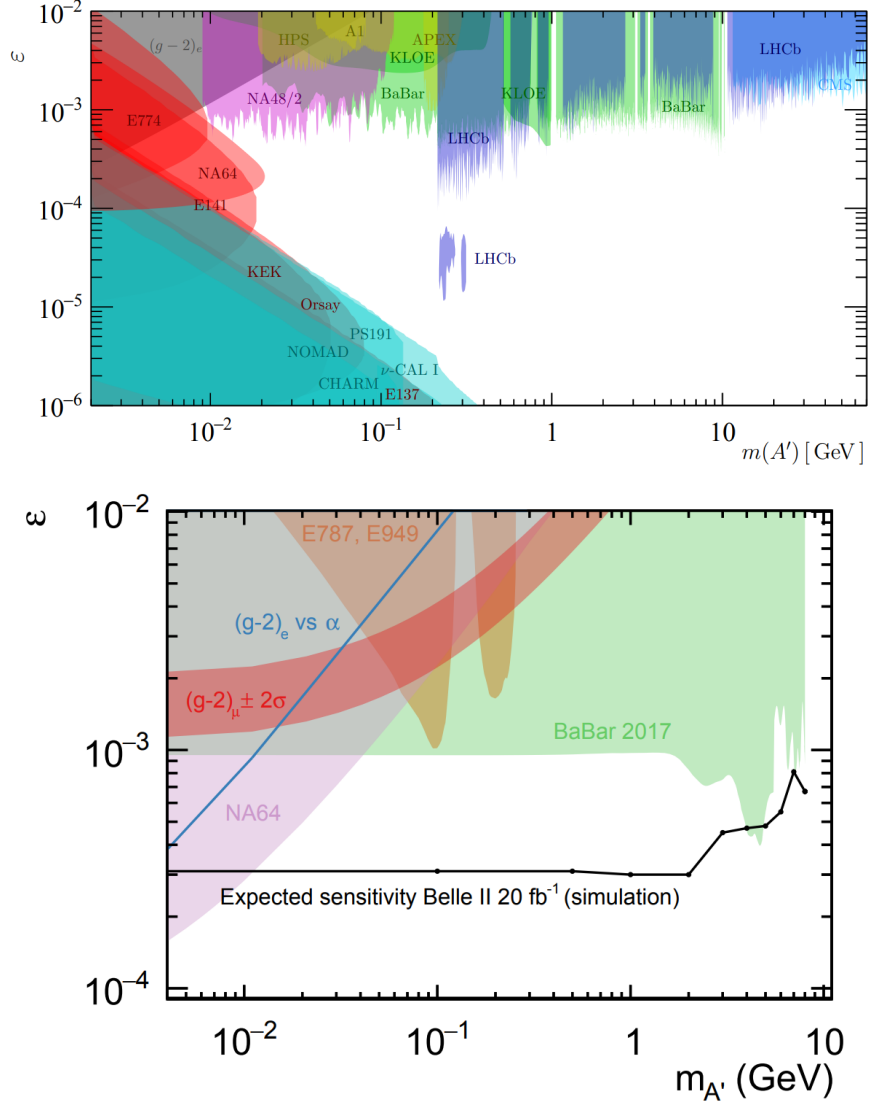 10⁻²
ε
(g − 2)ₑ
HPS
A1
APEX
KLOE
LHCb
CMS
NA48/2
BaBar
KLOE
BaBar
10⁻³
E774
LHCb
NA64
10⁻⁴
E141
LHCb
KEK
10⁻⁵
Orsay
PS191
NOMAD
ν-CAL I
CHARM
E137
10⁻⁶
10⁻² 10⁻¹ 1 10
m(A′) [ GeV ]
10⁻²
ε
E787, E949
(g-2)ₑ vs α
(g-2)μ ± 2σ
BaBar 2017
10⁻³
NA64
Expected sensitivity Belle II 20 fb⁻¹ (simulation)
10⁻⁴
10⁻² 10⁻¹ 1 10
m_A' (GeV)